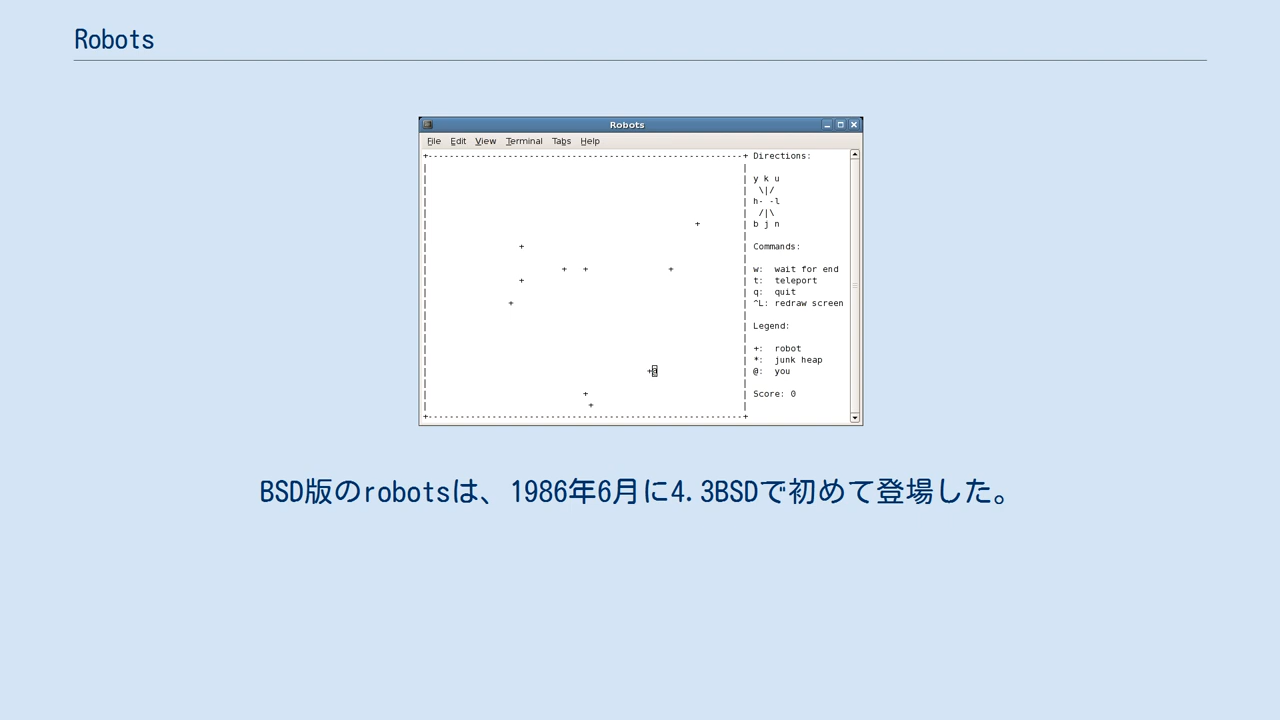 Robots
Robots
File Edit View Terminal Tabs Help
Directions:
y k u
\|/
h- -l
/|\
b j n
Commands:
w: wait for end
t: teleport
q: quit
^L: redraw screen
Legend:
+: robot
*: junk heap
@: you
Score: 0
BSD版のrobotsは、1986年6月に4.3BSDで初めて登場した。